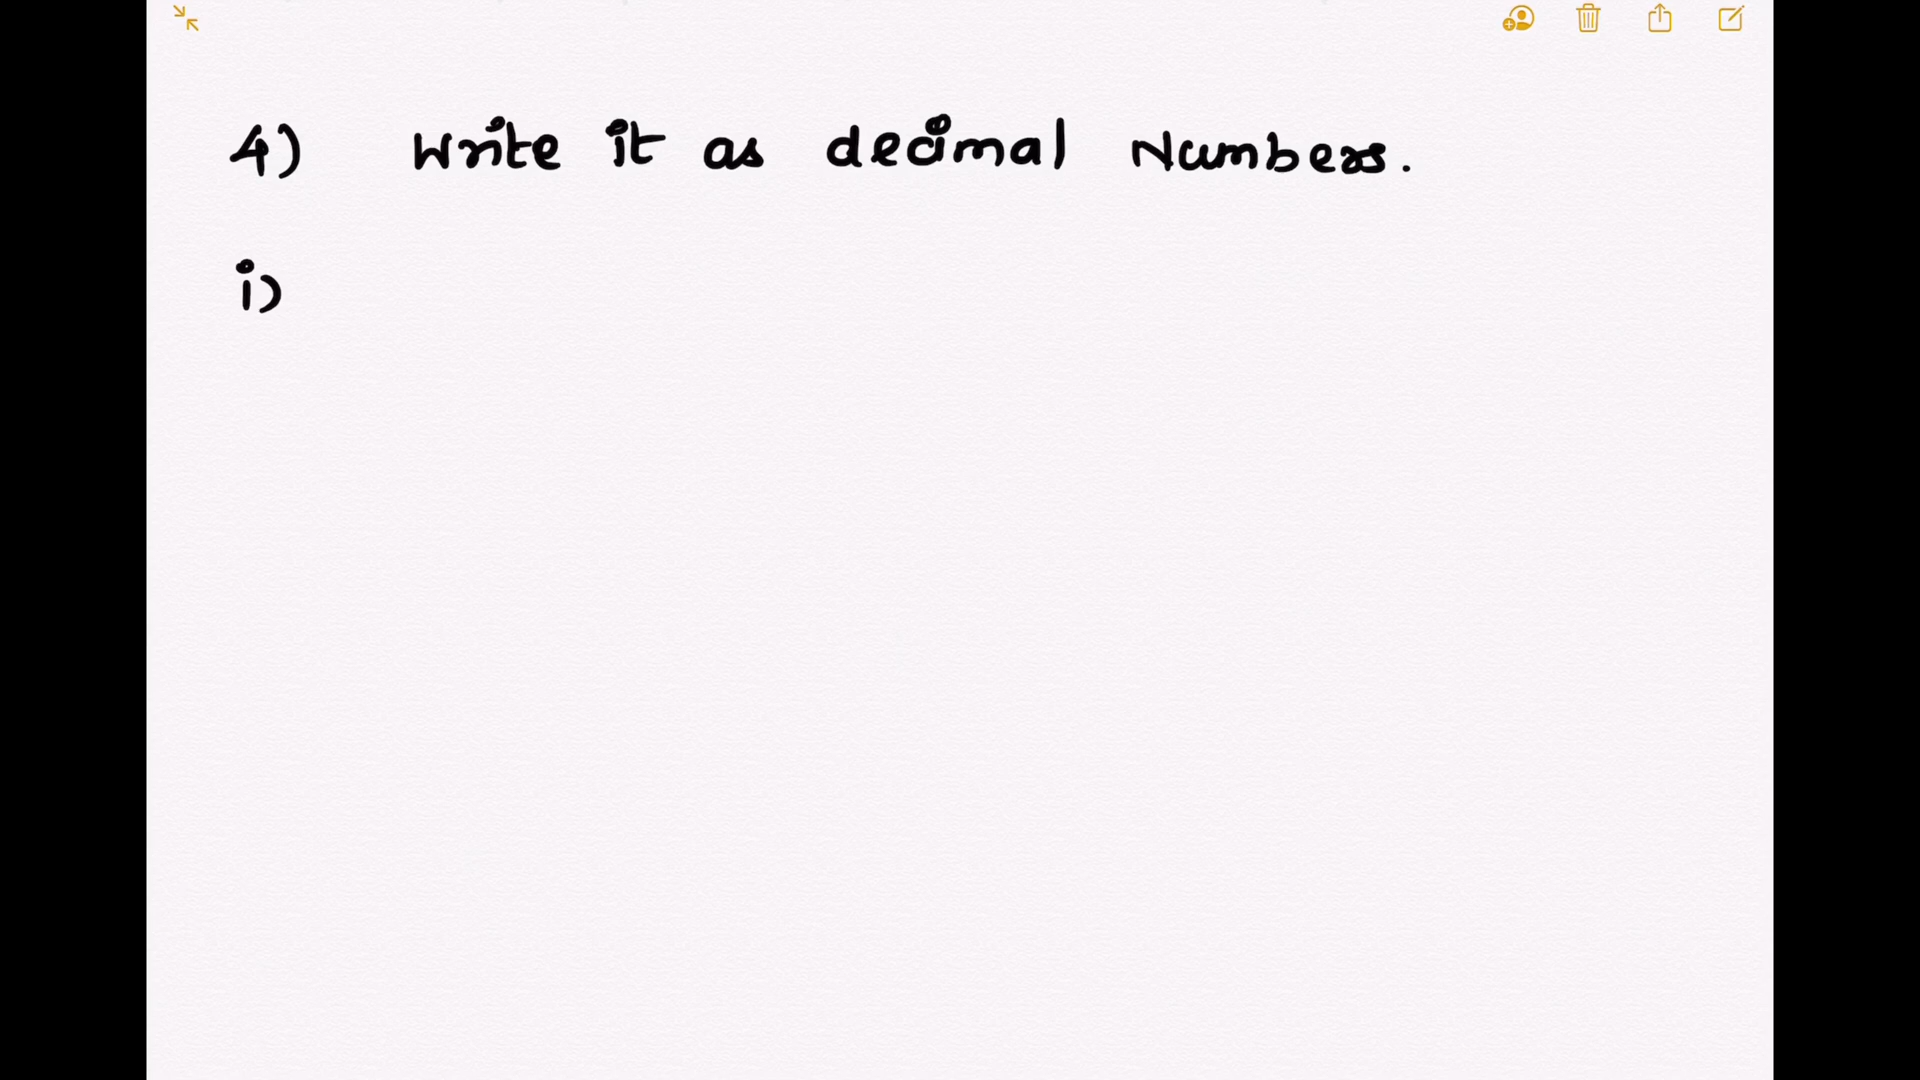 4) Write it as decimal Numbers.
i)